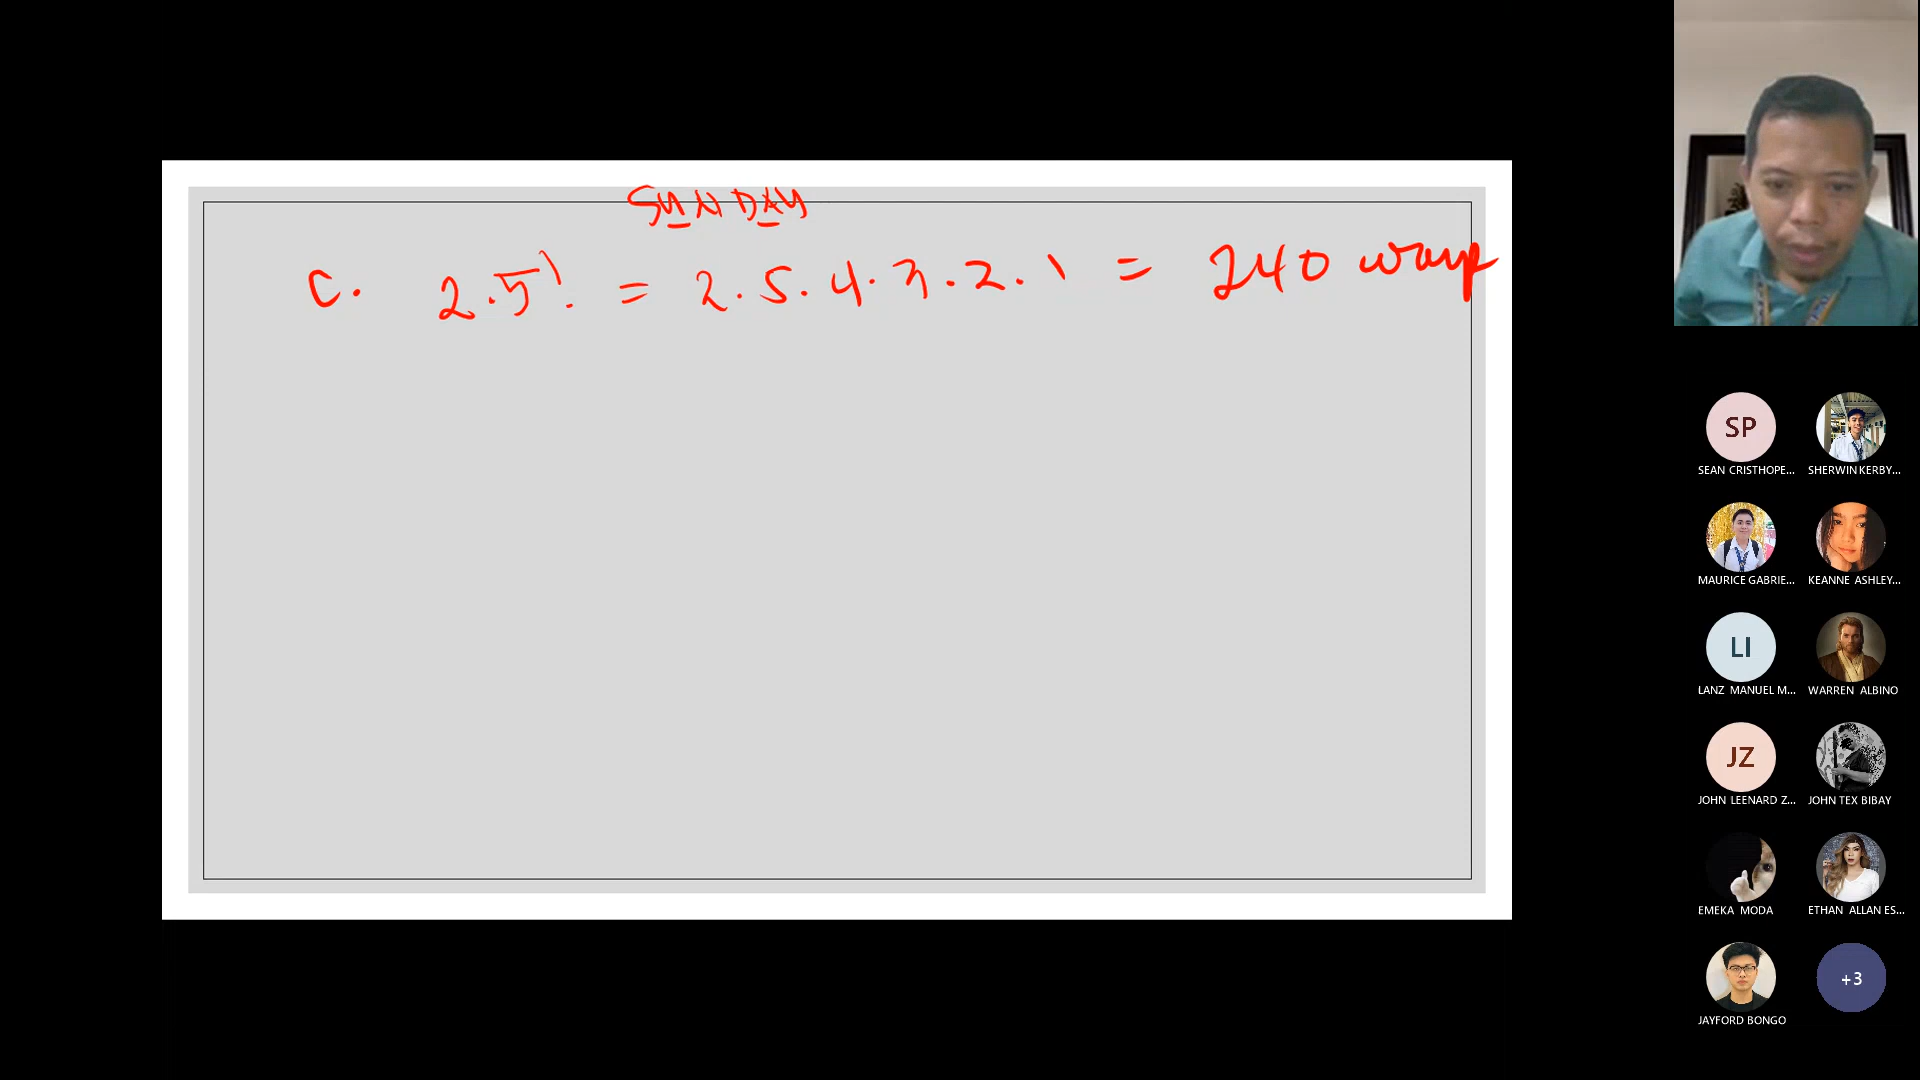 SUNDAY
C. 2·5! = 2·5·4·3·2·1 = 240 ways
SP
SEAN CRISTHOPE... SHERWIN KERBY...
MAURICE GABRIE... KEANNE ASHLEY...
LI
LANZ MANUEL M... WARREN ALBINO
JZ
JOHN LEENARD Z... JOHN TEX BIBAY
EMEKA MODA ETHAN ALLAN ES...
+3
JAYFORD BONGO